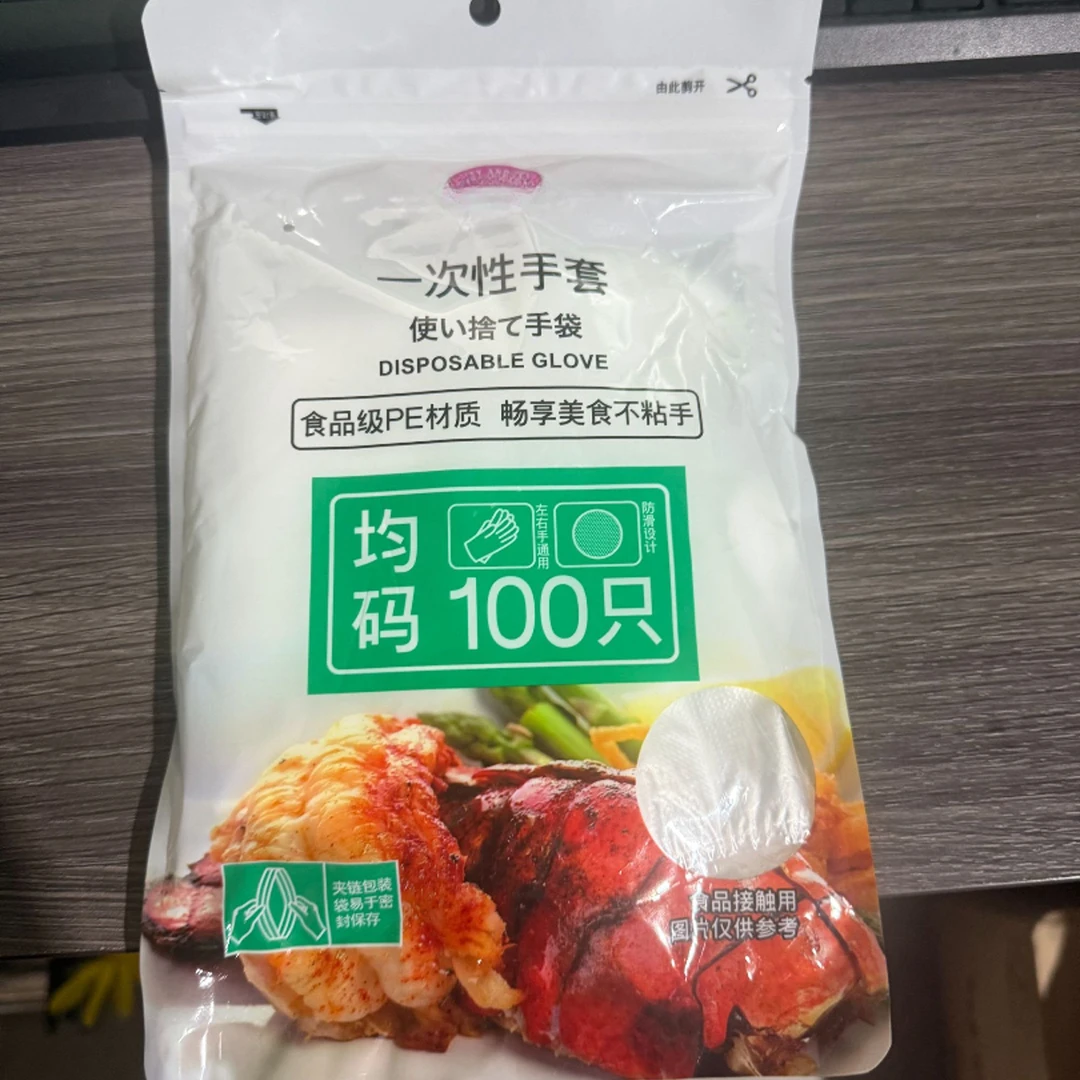 由此剪开
一次性手套
使い捨て手袋
DISPOSABLE GLOVE
食品级PE材质 畅享美食不粘手
均码
左右手通用
防滑设计
100只
夹链包装
袋易于密
封保存
食品接触用
图片仅供参考